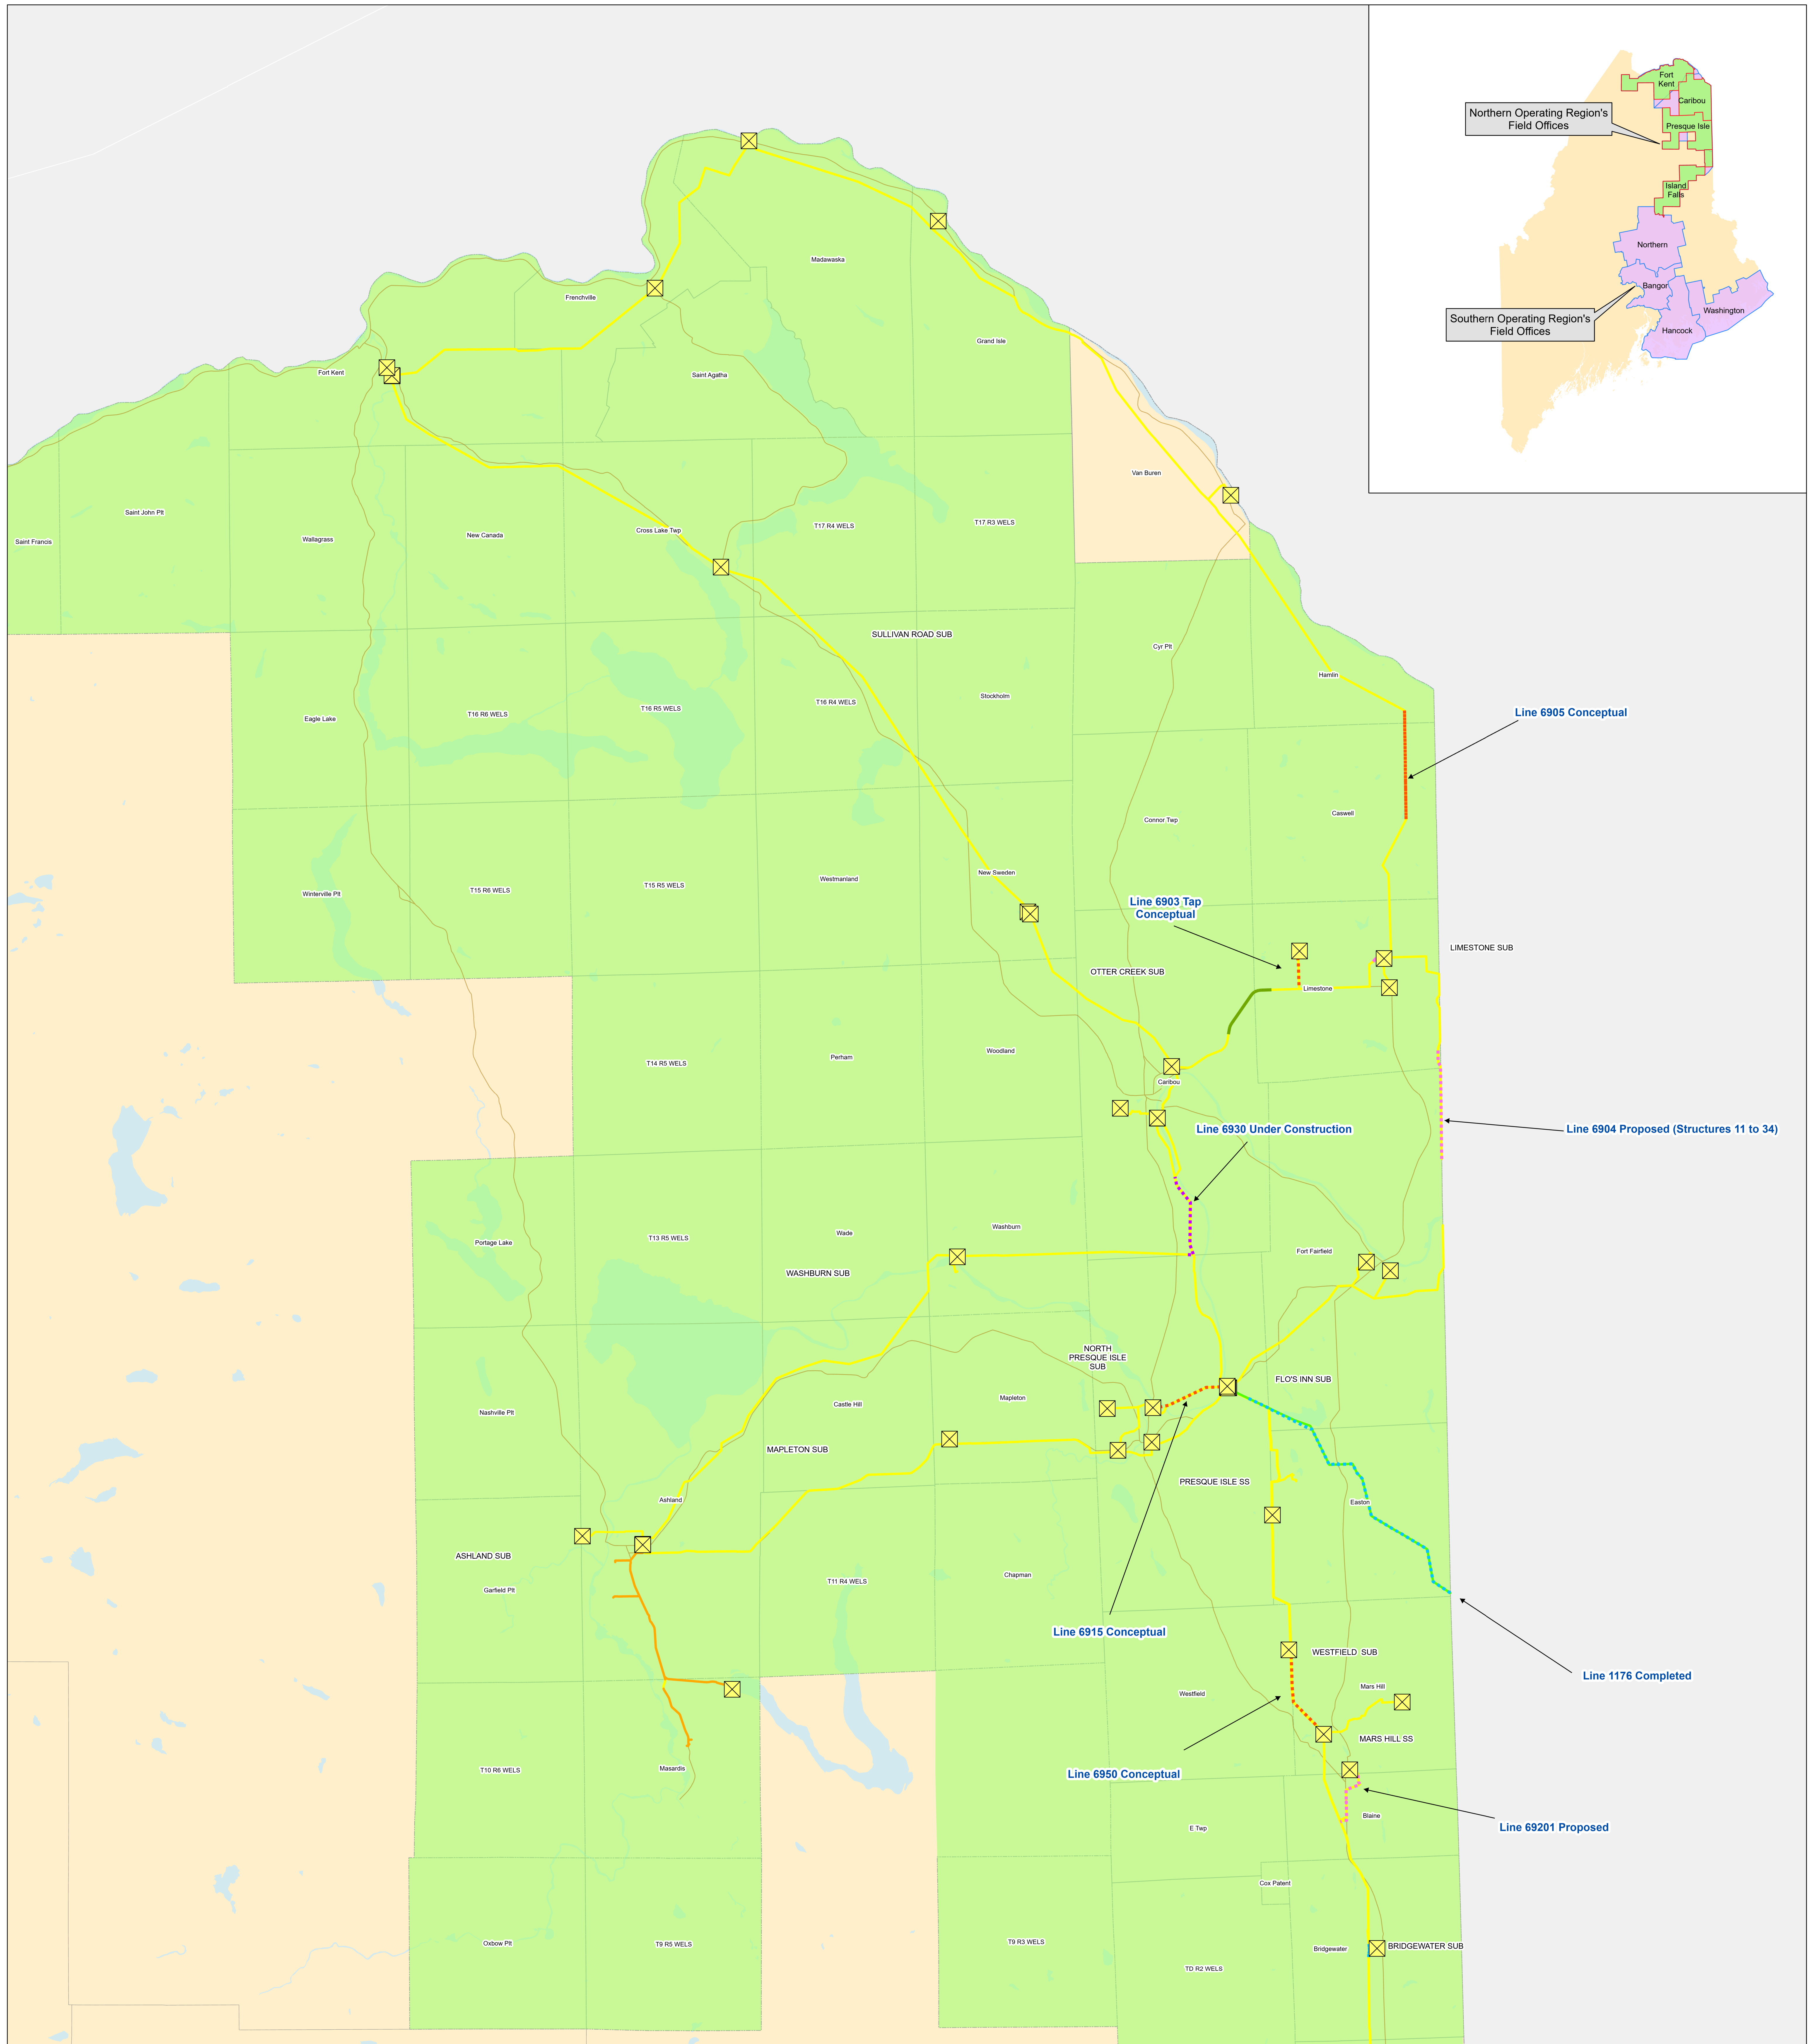 Fort
Kent
Caribou
Northern Operating Region's
Field Offices
Presque Isle
Island
Falls
Northern
Bangor
Washington
Southern Operating Region's
Field Offices
Hancock
Madawaska
Frenchville
Grand Isle
Fort Kent
Saint Agatha
Van Buren
Saint John Plt
T17 R4 WELS
T17 R3 WELS
Cross Lake Twp
New Canada
Wallagrass
Saint Francis
SULLIVAN ROAD SUB
Cyr Plt
Hamlin
Stockholm
T16 R4 WELS
T16 R5 WELS
T16 R6 WELS
Eagle Lake
Line 6905 Conceptual
Caswell
Connor Twp
New Sweden
Westmanland
T15 R5 WELS
T15 R6 WELS
Winterville Plt
Line 6903 Tap
Conceptual
LIMESTONE SUB
OTTER CREEK SUB
Limestone
Woodland
Perham
T14 R5 WELS
Caribou
Line 6930 Under Construction
Line 6904 Proposed (Structures 11 to 34)
Washburn
Wade
T13 R5 WELS
Portage Lake
Fort Fairfield
WASHBURN SUB
NORTH
PRESQUE ISLE
SUB
FLO'S INN SUB
Mapleton
Castle Hill
Nashville Plt
MAPLETON SUB
PRESQUE ISLE SS
Ashland
Easton
ASHLAND SUB
Chapman
T11 R4 WELS
Garfield Plt
Line 6915 Conceptual
WESTFIELD SUB
Line 1176 Completed
Mars Hill
Westfield
MARS HILL SS
Line 6950 Conceptual
T10 R6 WELS
Masardis
Blaine
Line 69201 Proposed
E Twp
Cox Patent
Oxbow Plt
T9 R5 WELS
T9 R3 WELS
Bridgewater
BRIDGEWATER SUB
TD R2 WELS